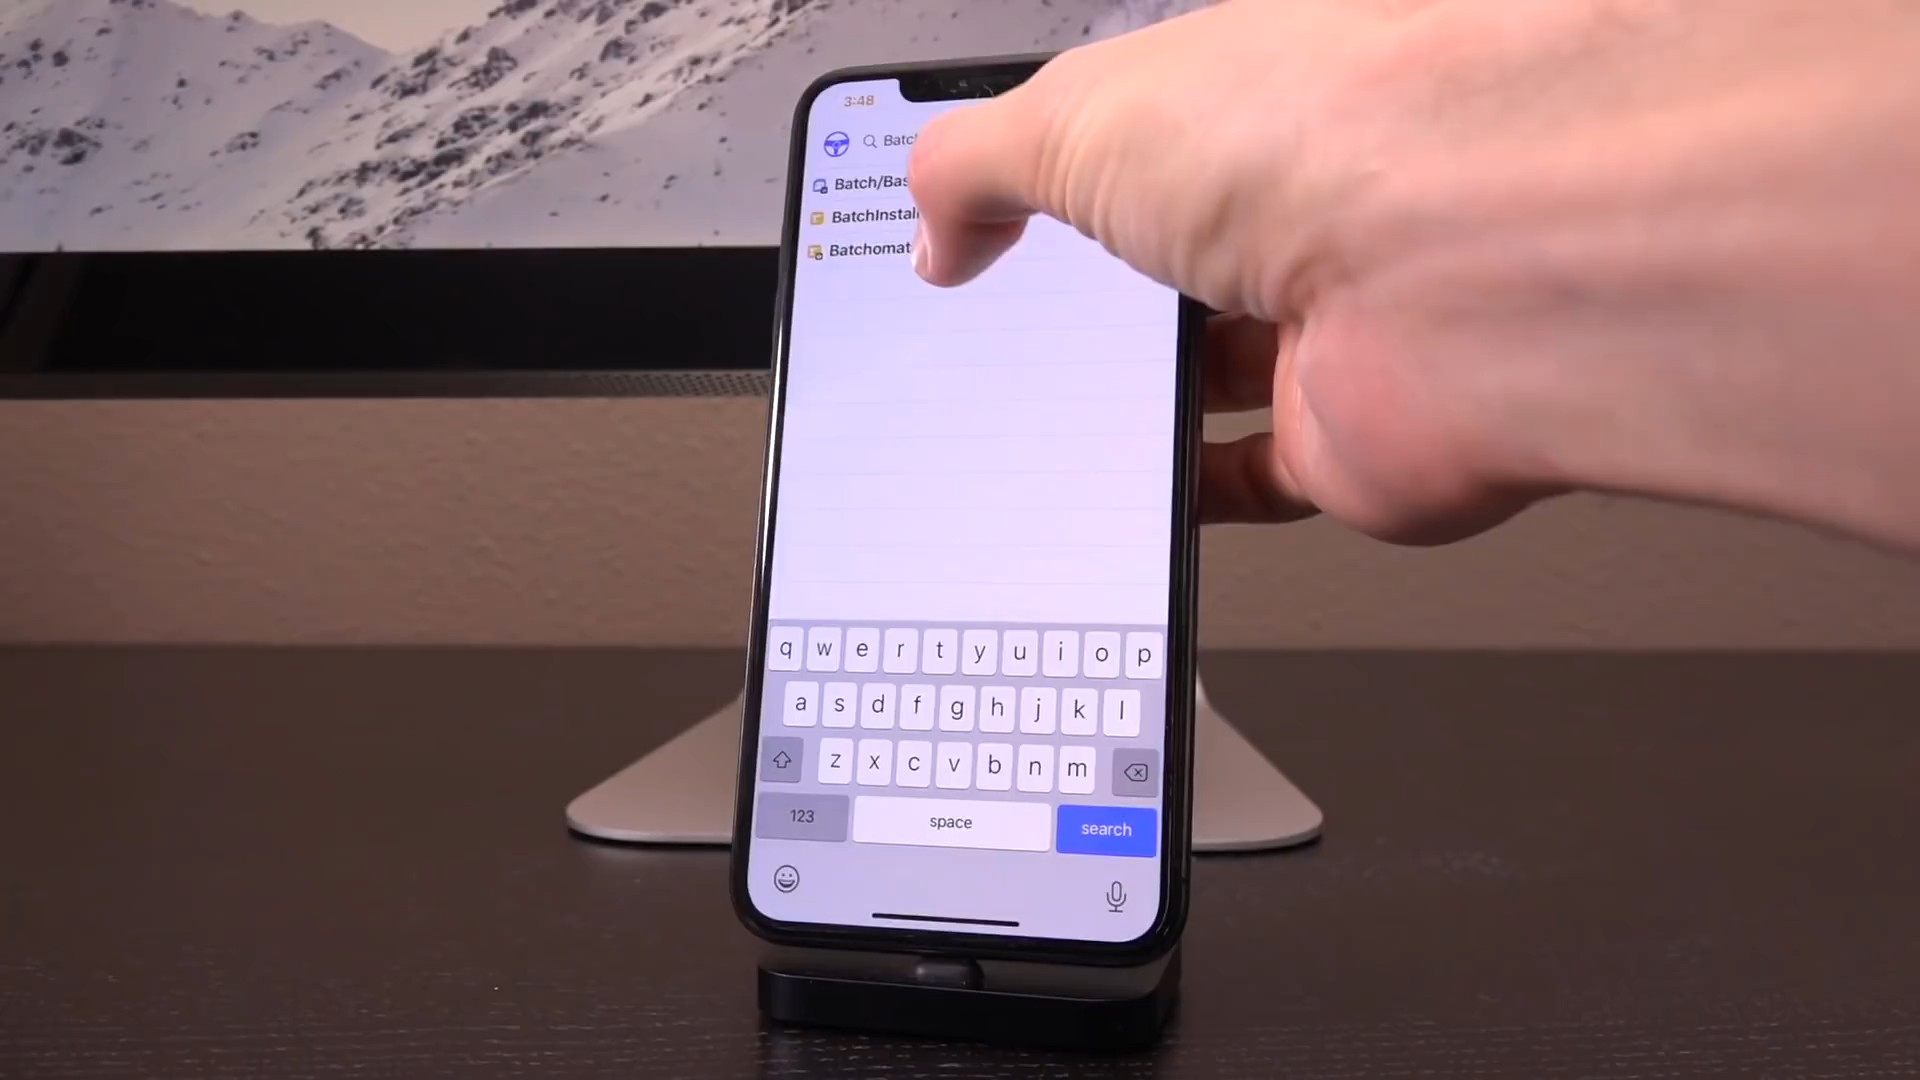 3:48
Batc
Batch/Bas
BatchInstal
Batchomat
q w e r t y u i o p
a s d f g h j k l
z x c v b n m
123 space search